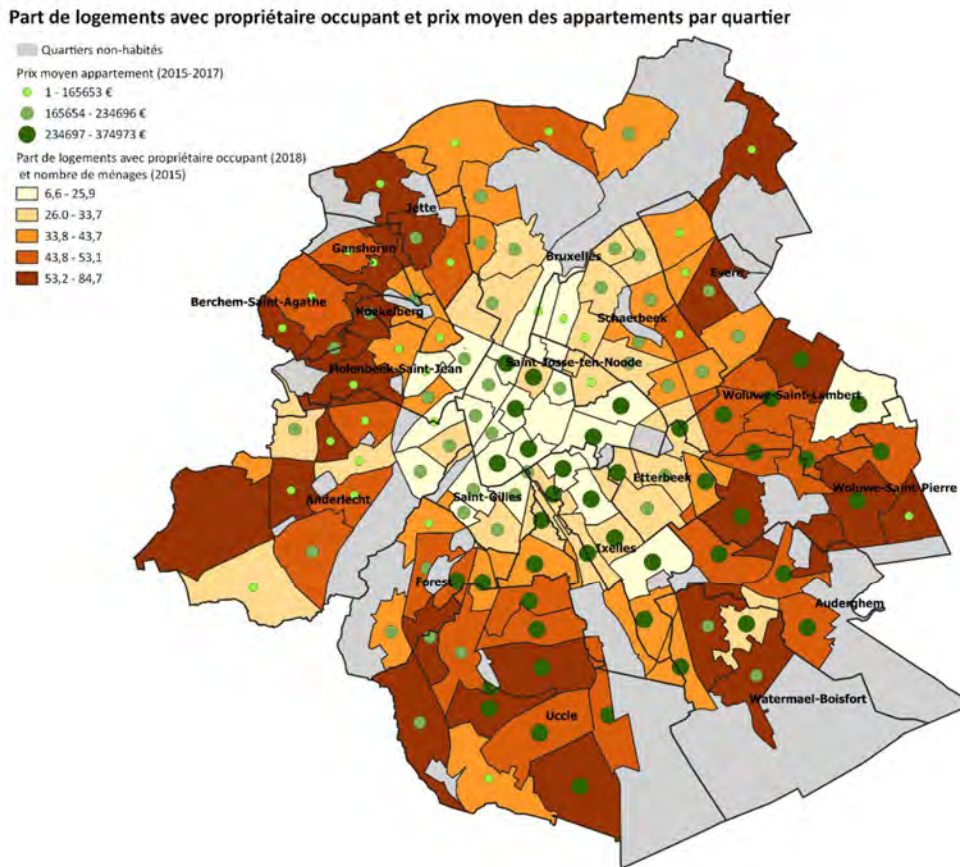 Part de logements avec propriétaire occupant et prix moyen des appartements par quartier
Quartiers non-habités
Prix moyen appartement (2015-2017)
1 - 165653 €
165654 - 234696 €
234697 - 374973 €
Part de logements avec propriétaire occupant (2018)
et nombre de ménages (2015)
6,6 - 25,9
26.0 - 33,7
33,8 - 43,7
43,8 - 53,1
53,2 - 84,7
Jette
Ganshoren
Bruxelles
Evere
Berchem-Saint-Agathe
Koekelberg
Schaerbeek
Molenbeek-Saint-Jean
Saint-Josse-ten-Noode
Woluwe-Saint-Lambert
Etterbeek
Woluwe-Saint-Pierre
Anderlecht
Saint-Gilles
Ixelles
Forest
Auderghem
Watermael-Boisfort
Uccle